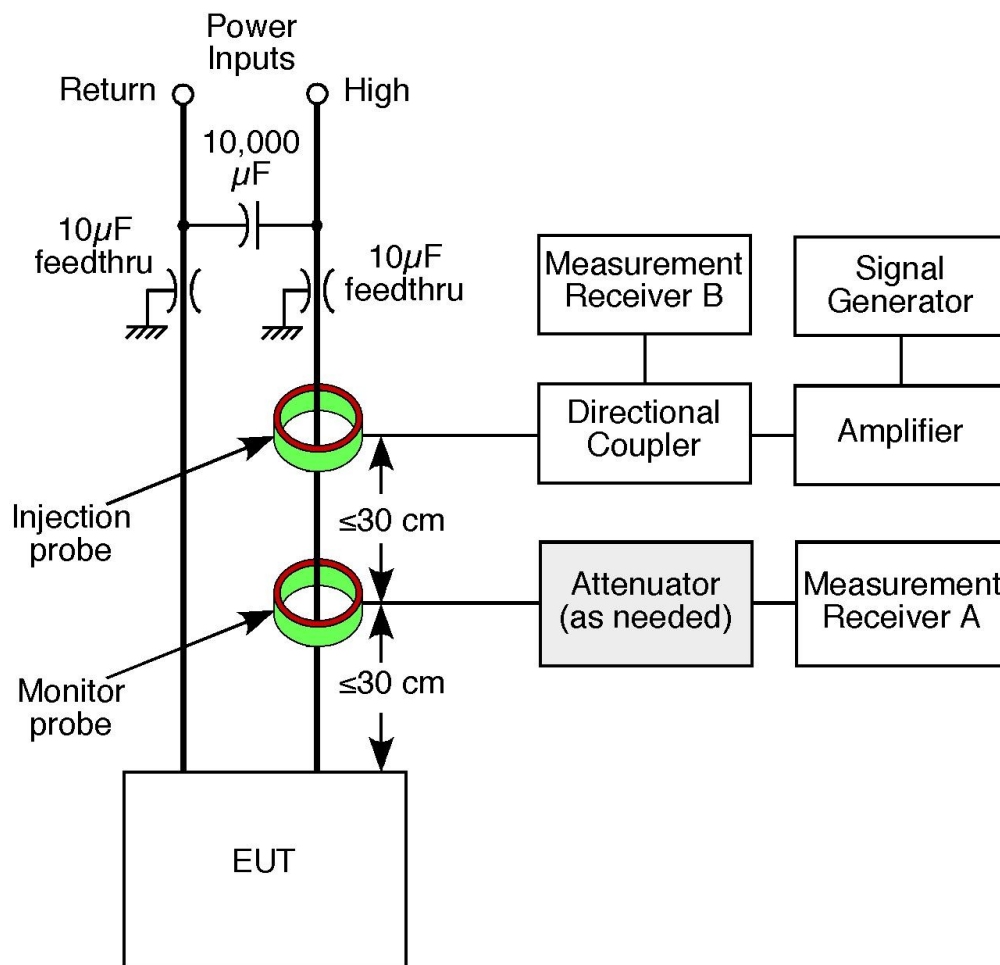 Power
Inputs
Return
High
10,000
µF
10µF
feedthru
10µF
feedthru
Measurement
Receiver B
Signal
Generator
Directional
Coupler
Amplifier
Injection
probe
≤30 cm
Attenuator
(as needed)
Measurement
Receiver A
Monitor
probe
≤30 cm
EUT